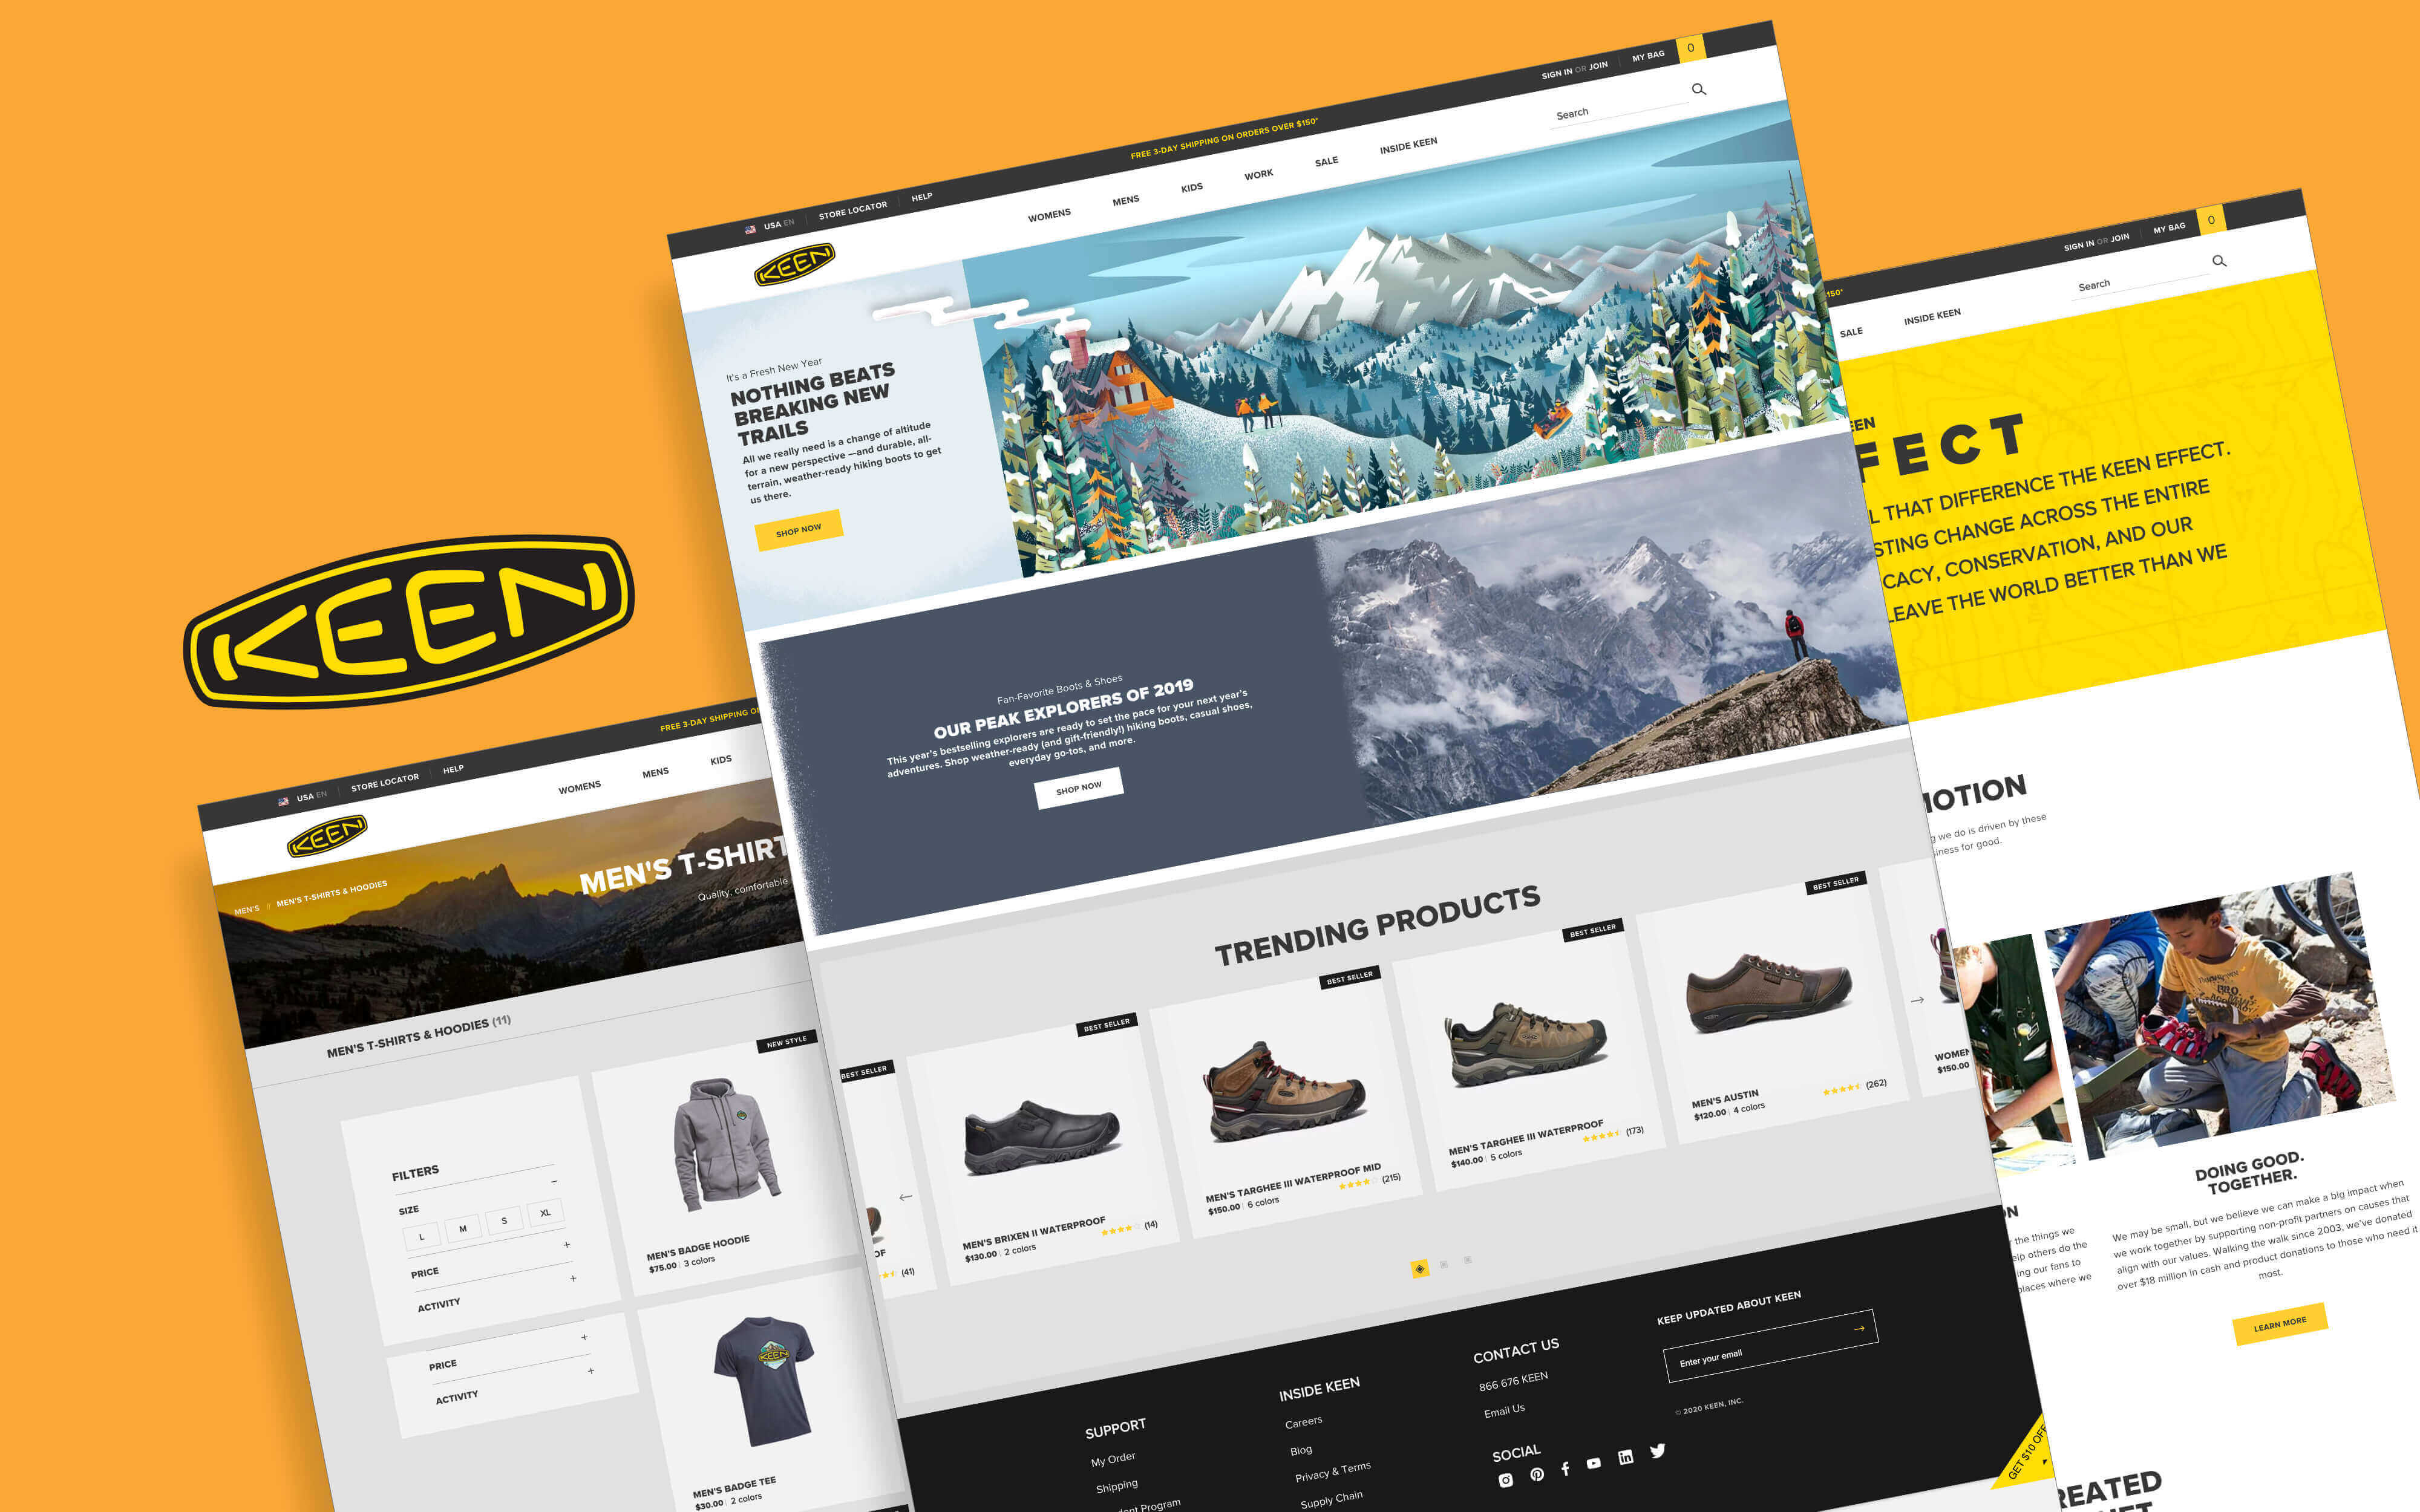 KEEN
USA EN
STORE LOCATOR
HELP
FREE 3-DAY SHIPPING ON ORDERS OVER $150*
SIGN IN OR JOIN
MY BAG
0
KEEN
WOMENS
MENS
KIDS
WORK
SALE
INSIDE KEEN
Search
It's a Fresh New Year
NOTHING BEATS
BREAKING NEW
TRAILS
All we really need is a change of altitude
for a new perspective —and durable, all-
terrain, weather-ready hiking boots to get
us there.
SHOP NOW
Fan-Favorite Boots & Shoes
OUR PEAK EXPLORERS OF 2019
This year's bestselling explorers are ready to set the pace for your next year's
adventures. Shop weather-ready (and gift-friendly!) hiking boots, casual shoes,
everyday go-tos, and more.
SHOP NOW
TRENDING PRODUCTS
BEST SELLER
OF
(41)
BEST SELLER
MEN'S BRIXEN II WATERPROOF
$130.00 | 2 colors
(14)
BEST SELLER
MEN'S TARGHEE III WATERPROOF MID
$150.00 | 6 colors
(215)
BEST SELLER
MEN'S TARGHEE III WATERPROOF
$140.00 | 5 colors
(173)
BEST SELLER
MEN'S AUSTIN
$120.00 | 4 colors
(262)
WOMEN
$150.00
SUPPORT
My Order
Shipping
Program
INSIDE KEEN
Careers
Blog
Privacy & Terms
Supply Chain
CONTACT US
866 676 KEEN
Email Us
SOCIAL
KEEP UPDATED ABOUT KEEN
Enter your email
© 2020 KEEN, INC.
GET $10 OFF
USA EN
STORE LOCATOR
HELP
FREE 3-DAY SHIPPING
KEEN
WOMENS
MENS
KIDS
MEN'S // MEN'S T-SHIRTS & HOODIES
MEN'S T-SHIRT
Quality, comfortable
MEN'S T-SHIRTS & HOODIES (11)
FILTERS
SIZE
L
M
S
XL
PRICE
ACTIVITY
PRICE
ACTIVITY
NEW STYLE
MEN'S BADGE HOODIE
$75.00 | 3 colors
KEEN
MEN'S BADGE TEE
$30.00 | 2 colors
150*
SIGN IN OR JOIN
MY BAG
0
SALE
INSIDE KEEN
Search
EEN
FECT
L THAT DIFFERENCE THE KEEN EFFECT.
STING CHANGE ACROSS THE ENTIRE
CACY, CONSERVATION, AND OUR
LEAVE THE WORLD BETTER THAN WE
MOTION
we do is driven by these
iness for good.
ON
the things we
elp others do the
ing our fans to
places where we
DOING GOOD.
TOGETHER.
We may be small, but we believe we can make a big impact when
we work together by supporting non-profit partners on causes that
align with our values. Walking the walk since 2003, we've donated
over $18 million in cash and product donations to those who need it
most.
LEARN MORE
REATED